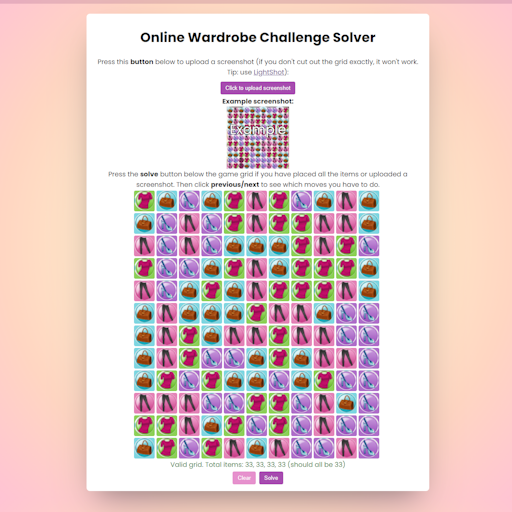 Online Wardrobe Challenge Solver
Press this button below to upload a screenshot (if you don't cut out the grid exactly, it won't work.
Tip: use LightShot):
Click to upload screenshot
Example screenshot:
Example
Press the solve button below the game grid if you have placed all the items or uploaded a
screenshot. Then click previous/next to see which moves you have to do.
Valid grid. Total items: 33, 33, 33, 33 (should all be 33)
Clear Solve